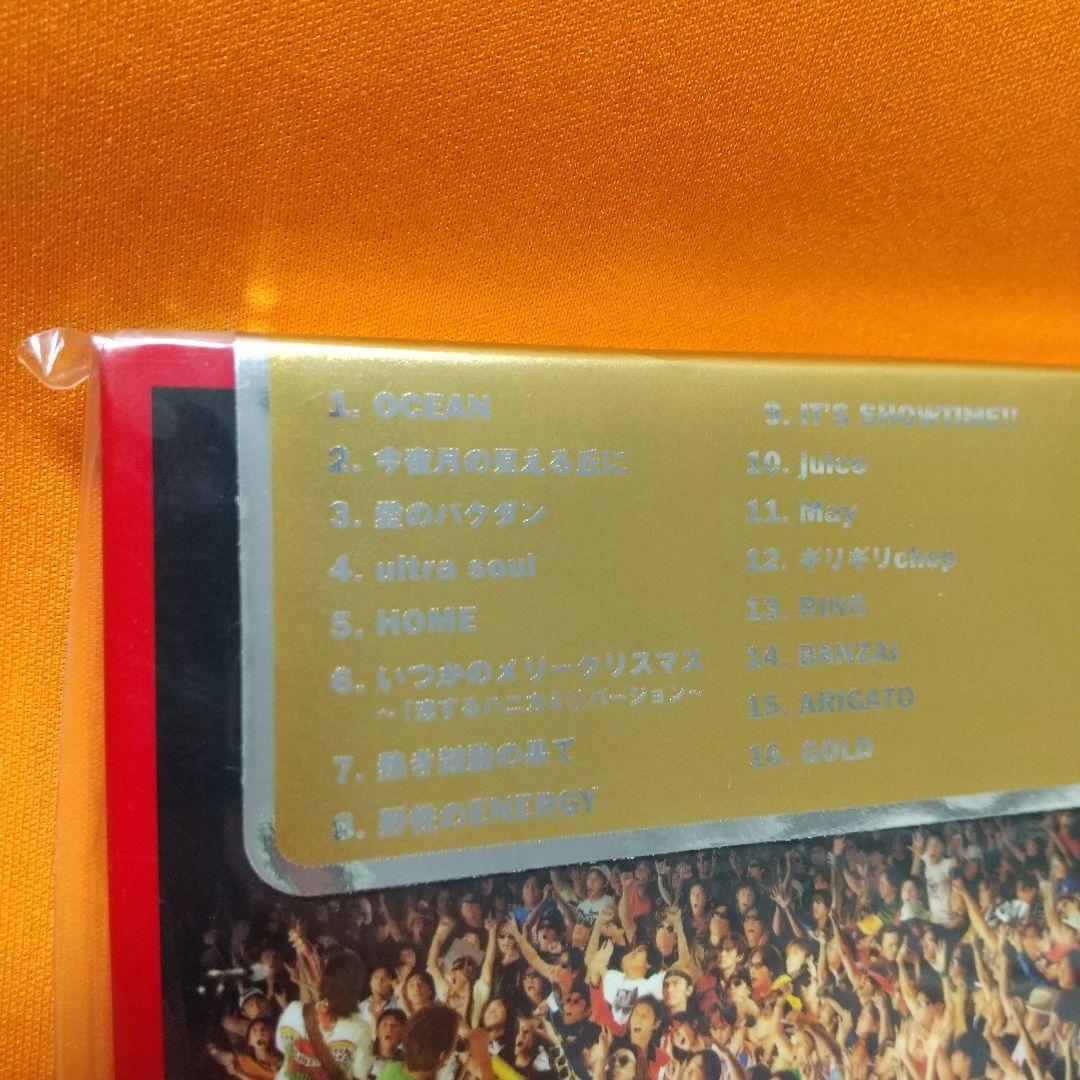 1. OCEAN
2. 今夜月の見える丘に
3. 愛のバクダン
4. ultra soul
5. HOME
6. いつかのメリークリスマス
～「恋するハニカミ!」バージョン～
7. 熱き鼓動の果て
8. 野性のENERGY
9. IT'S SHOWTIME!!
10. juice
11. May
12. ギリギリchop
13. RING
14. BANZAI
15. ARIGATO
16. GOLD